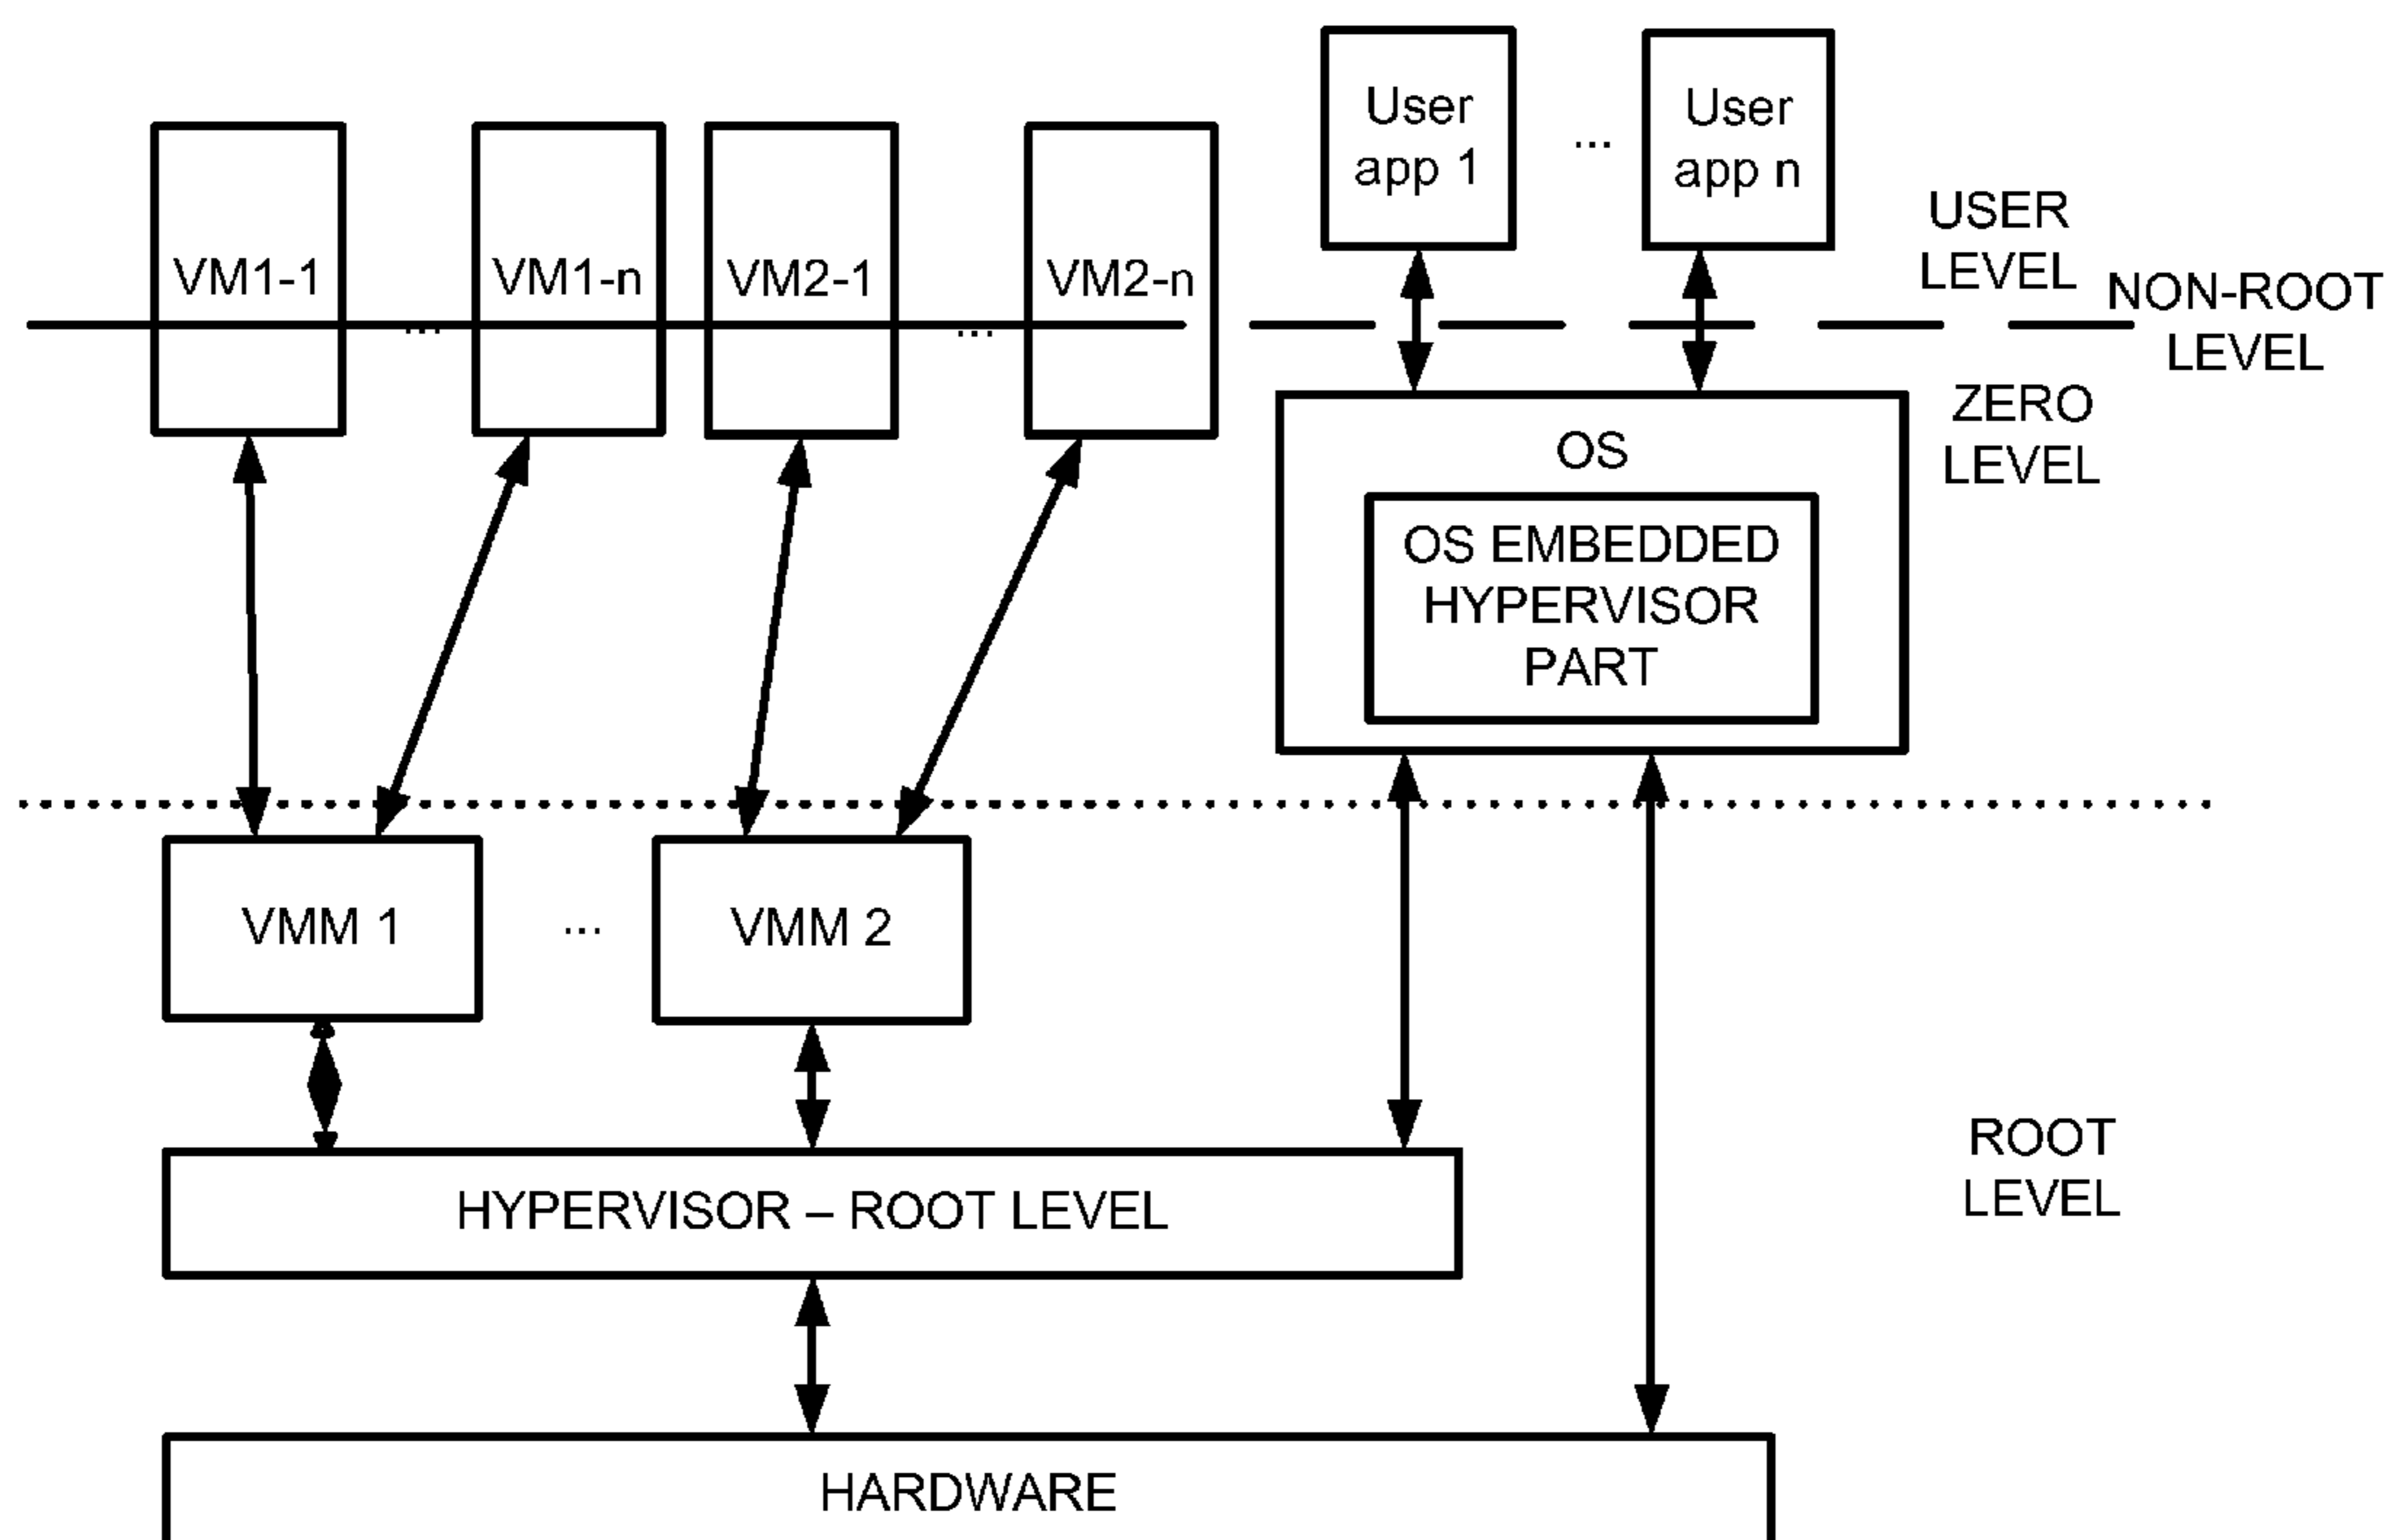 User
app 1
...
User
app n
USER
LEVEL
NON-ROOT
LEVEL
VM1-1
...
VM1-n
VM2-1
...
VM2-n
ZERO
LEVEL
OS
OS EMBEDDED
HYPERVISOR
PART
VMM 1
...
VMM 2
ROOT
LEVEL
HYPERVISOR – ROOT LEVEL
HARDWARE